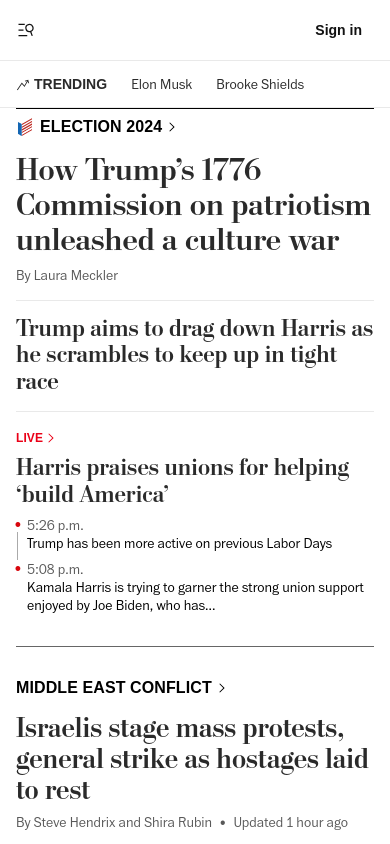 Sign in
TRENDING Elon Musk Brooke Shields
ELECTION 2024
How Trump’s 1776
Commission on patriotism
unleashed a culture war
By Laura Meckler
Trump aims to drag down Harris as
he scrambles to keep up in tight
race
LIVE
Harris praises unions for helping
‘build America’
5:26 p.m.
Trump has been more active on previous Labor Days
5:08 p.m.
Kamala Harris is trying to garner the strong union support
enjoyed by Joe Biden, who has...
MIDDLE EAST CONFLICT
Israelis stage mass protests,
general strike as hostages laid
to rest
By Steve Hendrix and Shira Rubin • Updated 1 hour ago